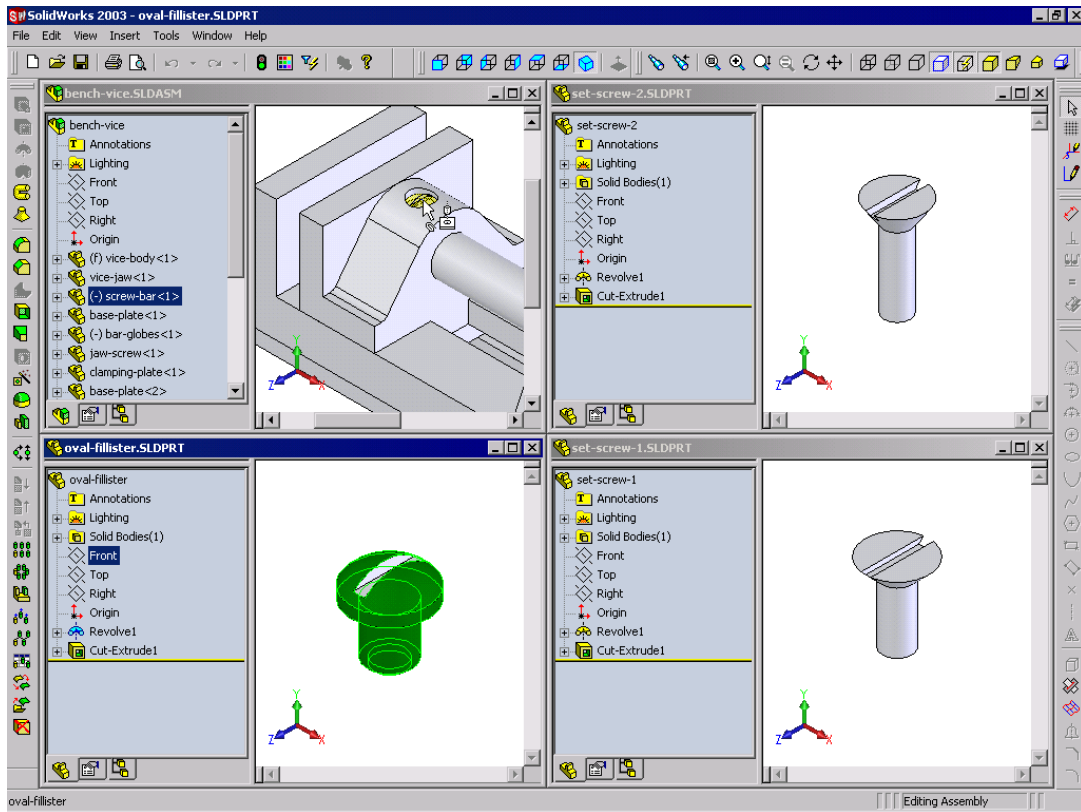 SolidWorks 2003 - oval-fillister.SLDPRT
File Edit View Insert Tools Window Help
bench-vice.SLDASM
bench-vice
Annotations
Lighting
Front
Top
Right
Origin
(f) vice-body<1>
vice-jaw<1>
(-) screw-bar<1>
base-plate<1>
(-) bar-globes<1>
jaw-screw<1>
clamping-plate<1>
base-plate<2>
Y
Z
X
set-screw-2.SLDPRT
set-screw-2
Annotations
Lighting
Solid Bodies(1)
Front
Top
Right
Origin
Revolve1
Cut-Extrude1
Y
Z
X
oval-fillister.SLDPRT
oval-fillister
Annotations
Lighting
Solid Bodies(1)
Front
Top
Right
Origin
Revolve1
Cut-Extrude1
Y
Z
X
set-screw-1.SLDPRT
set-screw-1
Annotations
Lighting
Solid Bodies(1)
Front
Top
Right
Origin
Revolve1
Cut-Extrude1
Y
Z
X
oval-fillister
Editing Assembly